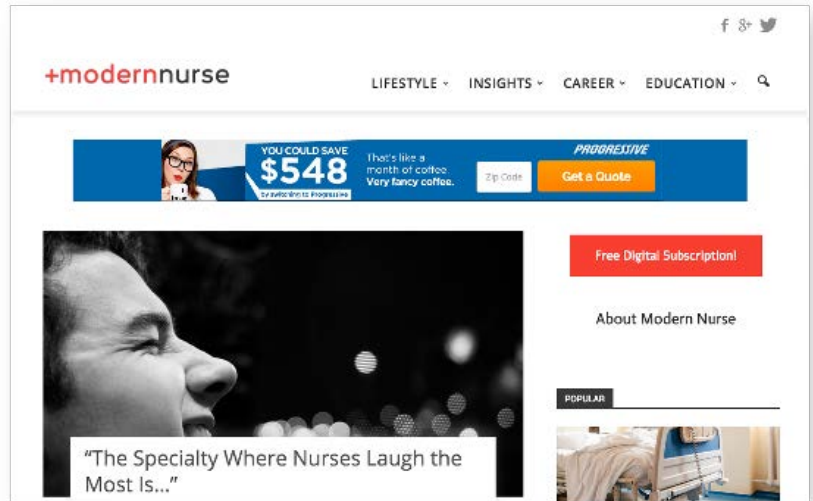 +modernnurse
LIFESTYLE
INSIGHTS
CAREER
EDUCATION
YOU COULD SAVE
$548
by switching to Progressive
That's like a
month of coffee.
Very fancy coffee.
Zip Code
PROGRESSIVE
Get a Quote
Free Digital Subscription!
About Modern Nurse
POPULAR
“The Specialty Where Nurses Laugh the
Most Is...”